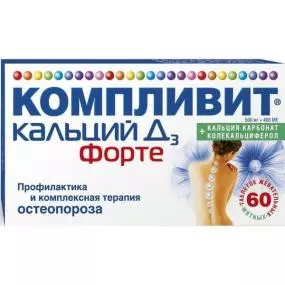 КОМПЛИВИТ®
500 мг + 400 МЕ
КАЛЬЦИЙ Д3
+ КАЛЬЦИЯ КАРБОНАТ
КОЛЕКАЛЬЦИФЕРОЛ
форте
Профилактика
и комплексная терапия
остеопороза
60
ТАБЛЕТОК ЖЕВАТЕЛЬНЫХ
МЯТНЫХ